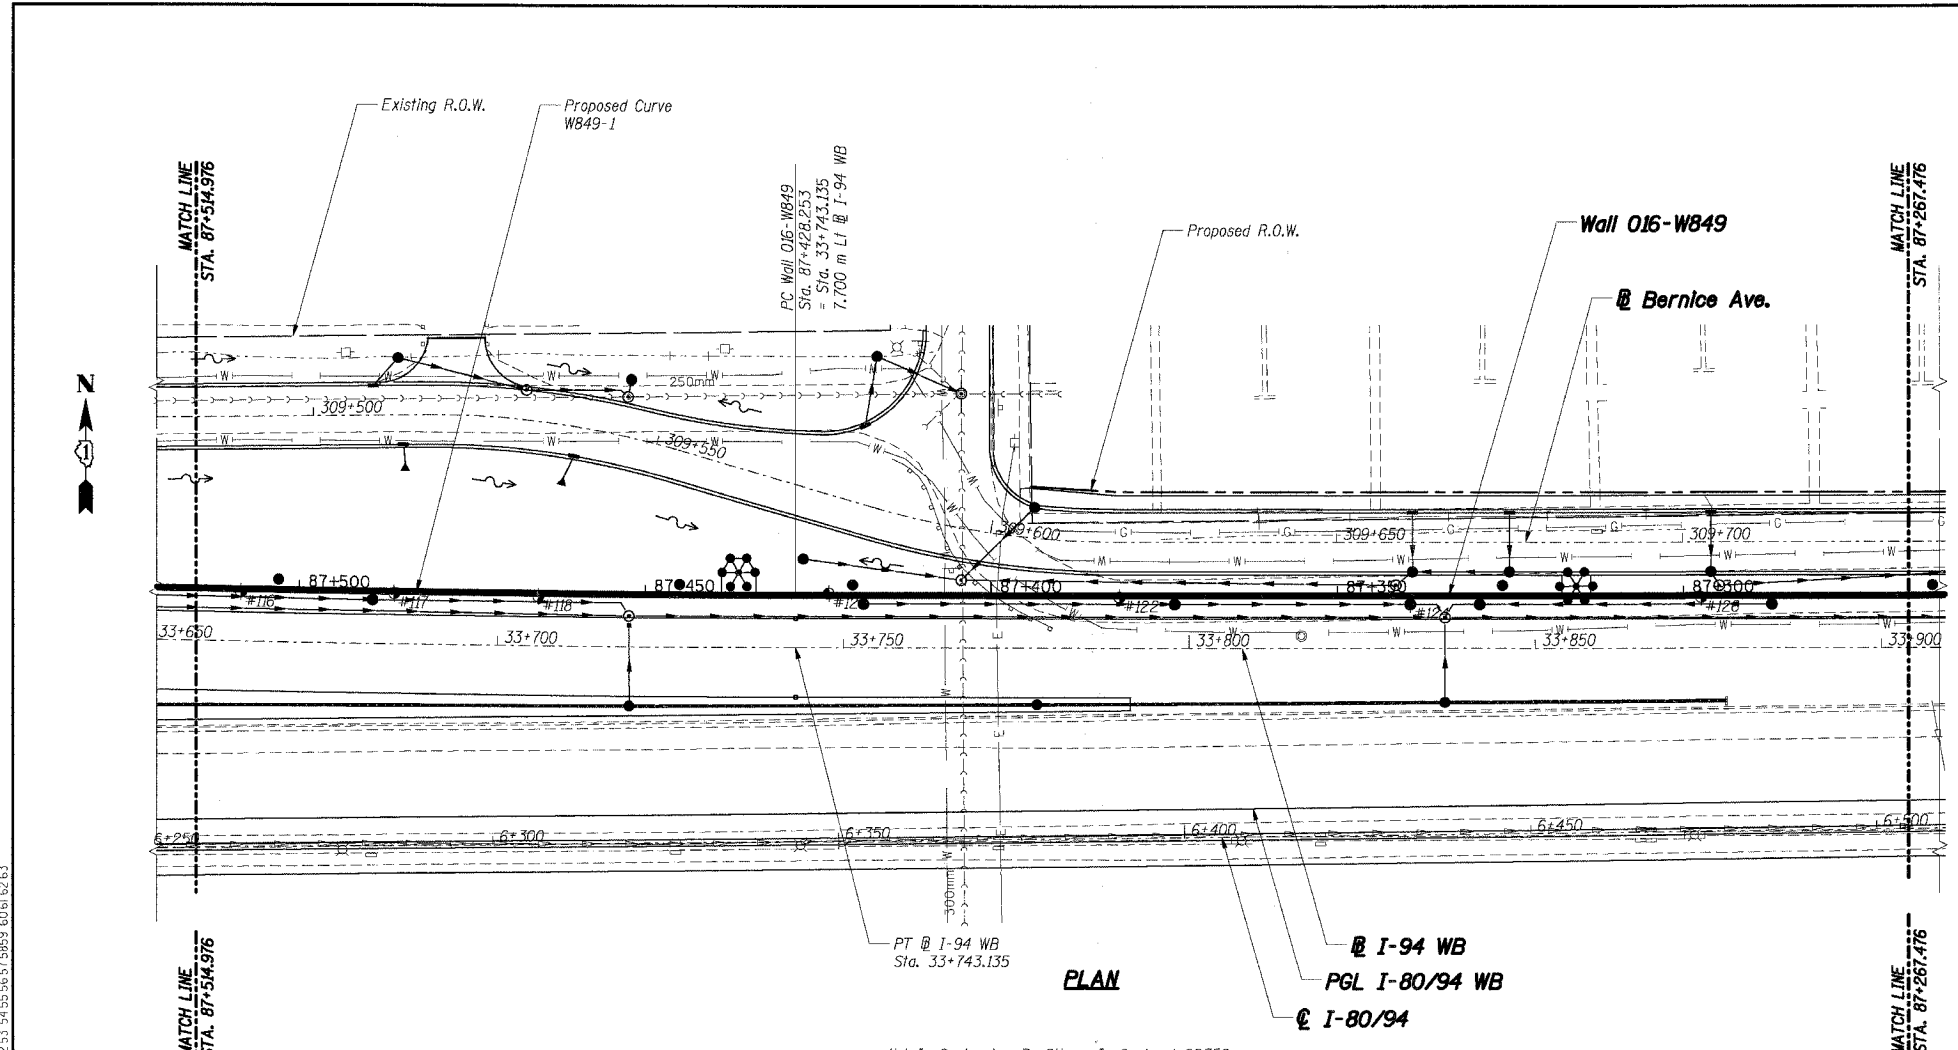 Existing R.O.W.
Proposed Curve
W849-1
MATCH LINE
STA. 87+514.976
PC Wall 016-W849
Sta. 87+428.253
= Sta. 33+743.135
7.700 m Lt ⅊ I-94 WB
Proposed R.O.W.
Wall 016-W849
⅊ Bernice Ave.
MATCH LINE
STA. 87+267.476
N
1
250mm
309+500
309+550
309+600
309+650
309+700
87+500
87+450
87+400
87+350
87+300
#116
#117
#118
#122
33+650
33+700
33+750
33+800
33+850
33+900
6+250
6+300
6+350
6+400
6+450
6+500
300mm
PT ⅊ I-94 WB
Sta. 33+743.135
PLAN
⅊ I-94 WB
PGL I-80/94 WB
℄ I-80/94
MATCH LINE
STA. 87+514.976
MATCH LINE
STA. 87+267.476